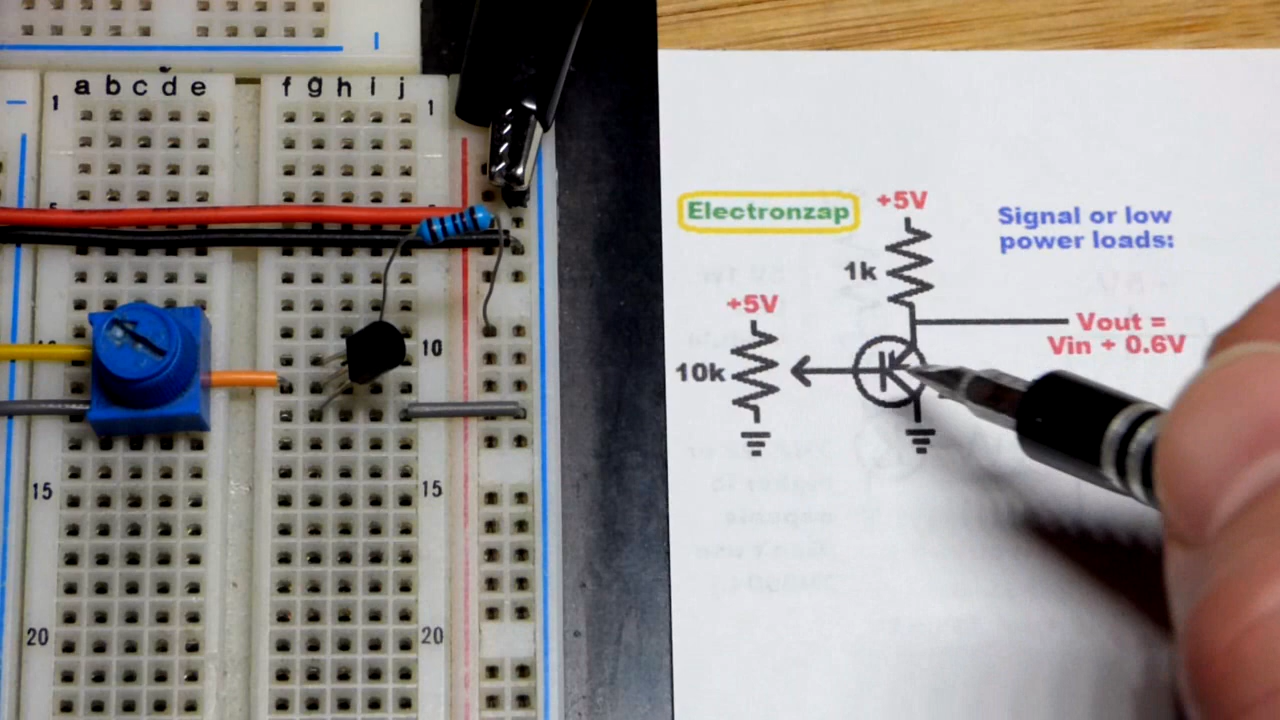 a b c d e
f g h i j
1
1
10
15
15
20
20
Electronzap
+5V
Signal or low
power loads:
1k
+5V
Vout =
Vin + 0.6V
10k